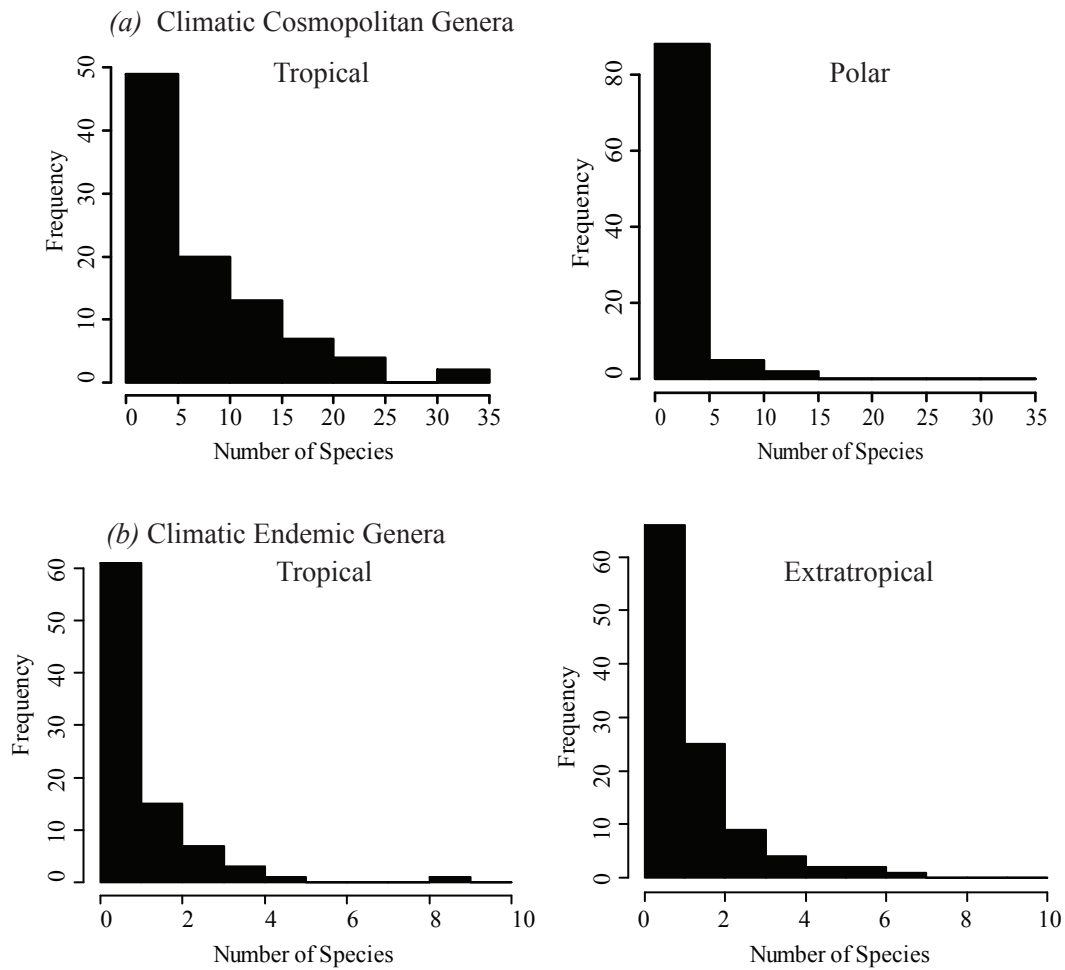 (a) Climatic Cosmopolitan Genera
Tropical
50
40
30
20
10
0
Frequency
0 5 10 15 20 25 30 35
Number of Species
Polar
80
60
40
20
0
Frequency
0 5 10 15 20 25 30 35
Number of Species
(b) Climatic Endemic Genera
Tropical
60
50
40
30
20
10
0
Frequency
0 2 4 6 8 10
Number of Species
Extratropical
60
50
40
30
20
10
0
Frequency
0 2 4 6 8 10
Number of Species